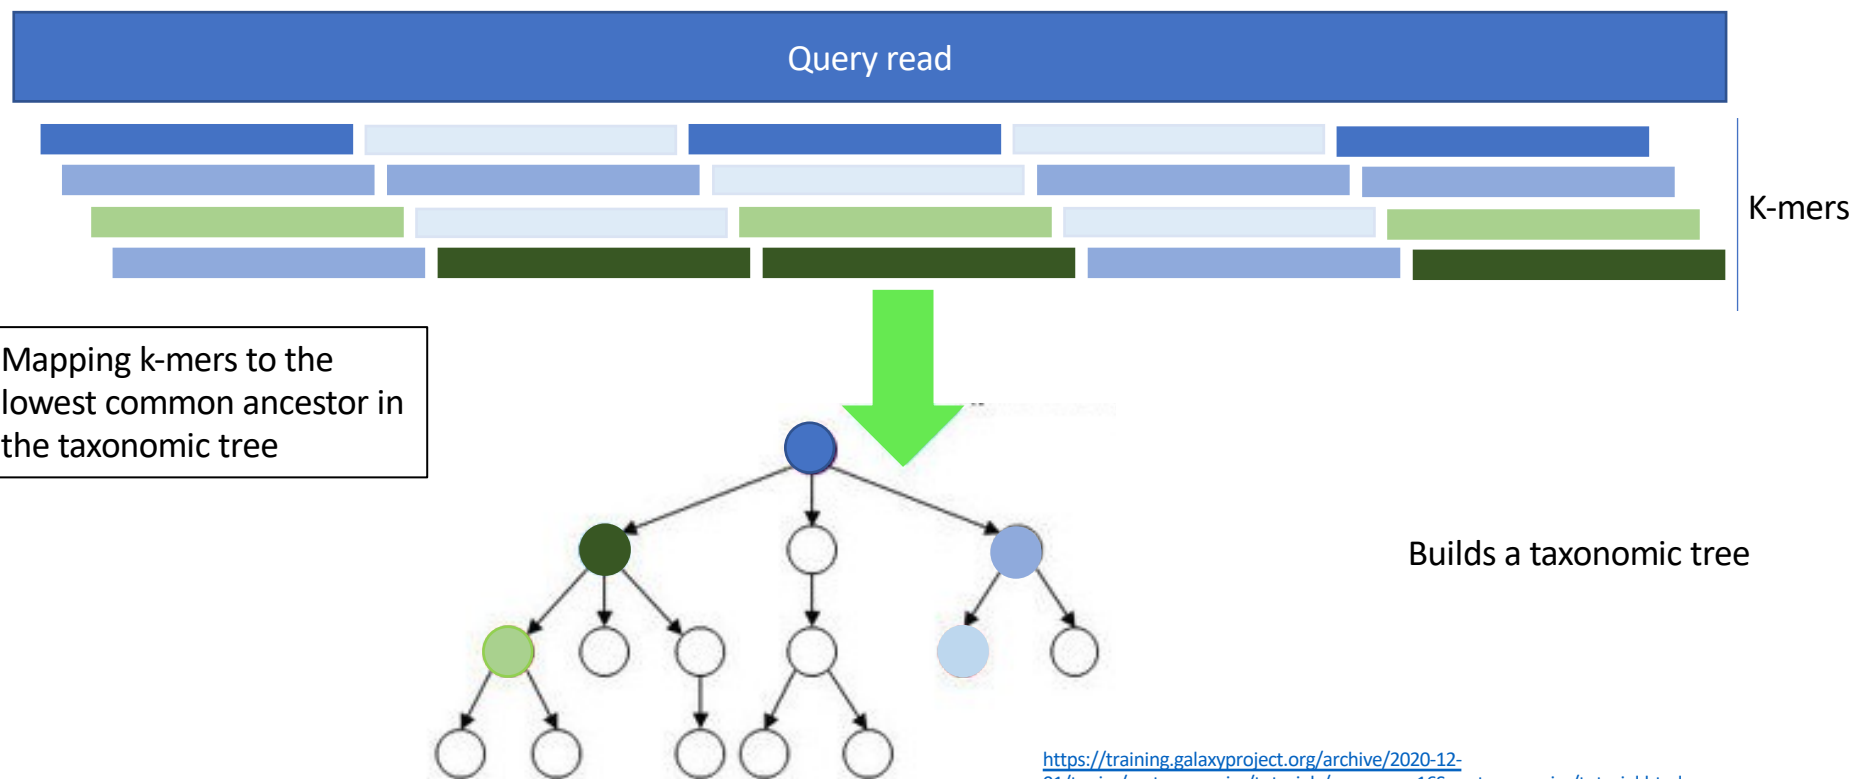 Query read
K-mers
Mapping k-mers to the
lowest common ancestor in
the taxonomic tree
Builds a taxonomic tree
https://training.galaxyproject.org/archive/2020-12-